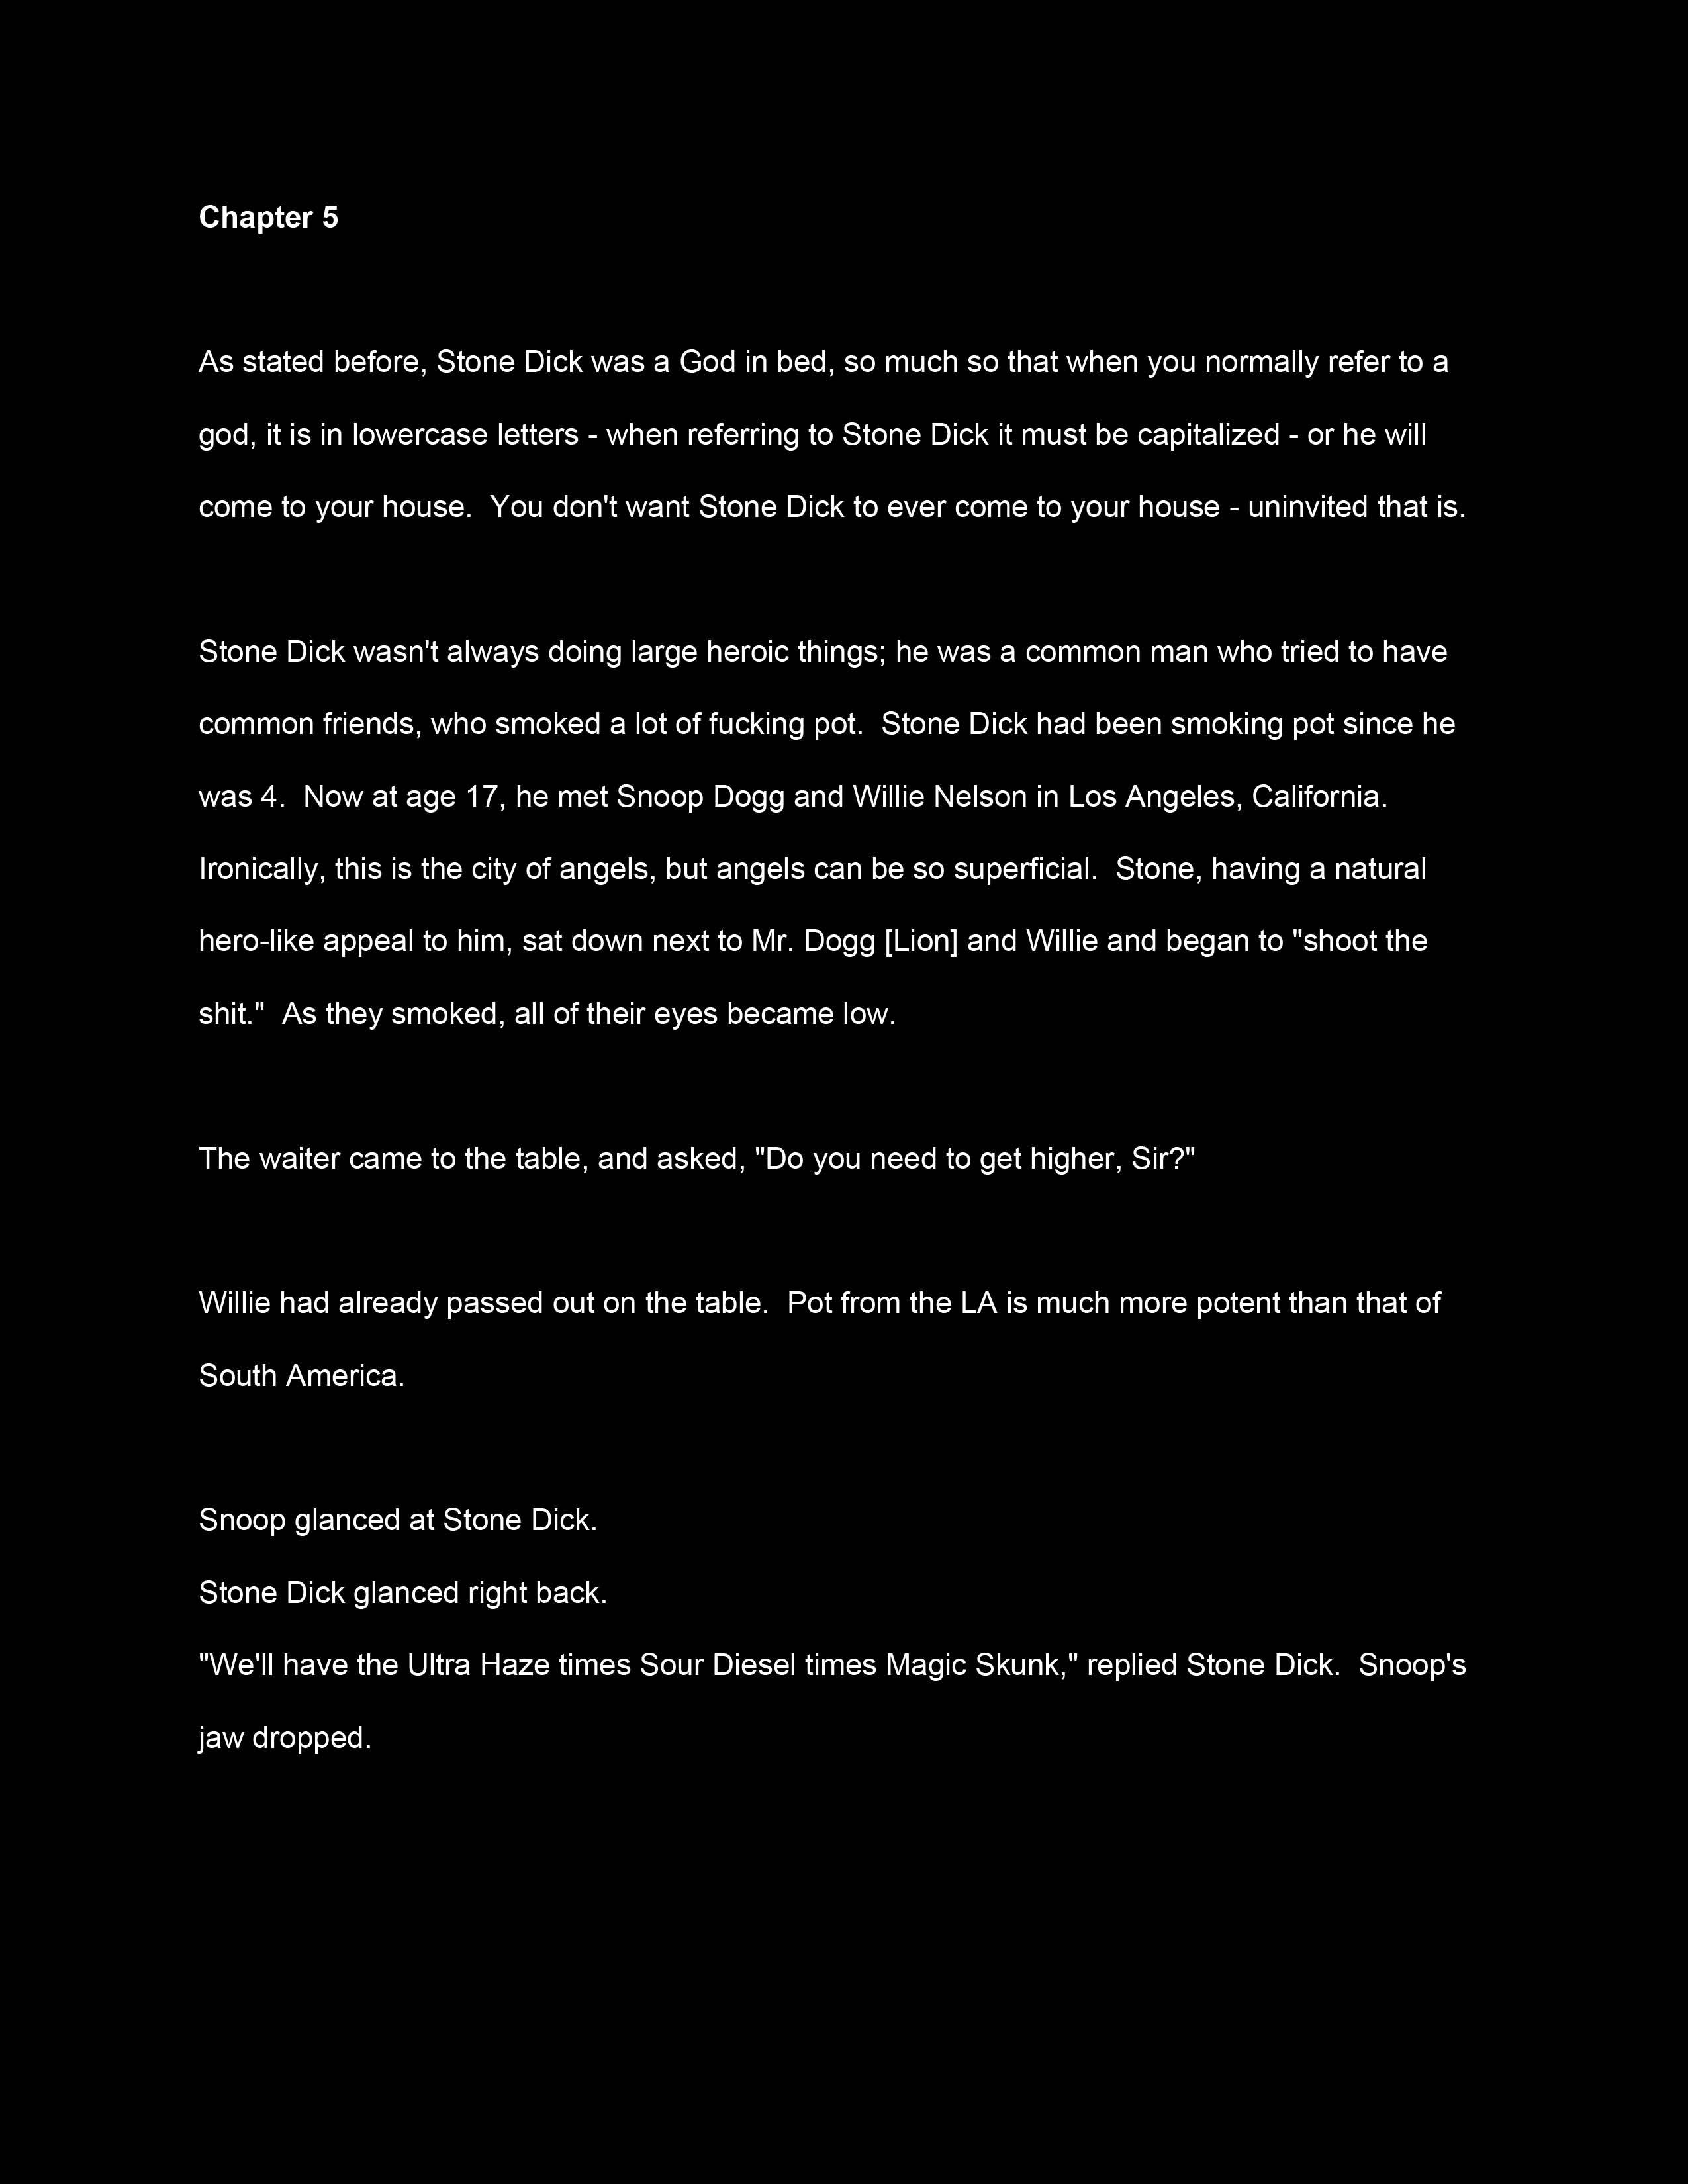 Chapter 5
As stated before, Stone Dick was a God in bed, so much so that when you normally refer to a
god, it is in lowercase letters - when referring to Stone Dick it must be capitalized - or he will
come to your house.  You don't want Stone Dick to ever come to your house - uninvited that is.
Stone Dick wasn't always doing large heroic things; he was a common man who tried to have
common friends, who smoked a lot of fucking pot.  Stone Dick had been smoking pot since he
was 4.  Now at age 17, he met Snoop Dogg and Willie Nelson in Los Angeles, California.
Ironically, this is the city of angels, but angels can be so superficial.  Stone, having a natural
hero-like appeal to him, sat down next to Mr. Dogg [Lion] and Willie and began to "shoot the
shit."  As they smoked, all of their eyes became low.
The waiter came to the table, and asked, "Do you need to get higher, Sir?"
Willie had already passed out on the table.  Pot from the LA is much more potent than that of
South America.
Snoop glanced at Stone Dick.
Stone Dick glanced right back.
"We'll have the Ultra Haze times Sour Diesel times Magic Skunk," replied Stone Dick.  Snoop's
jaw dropped.